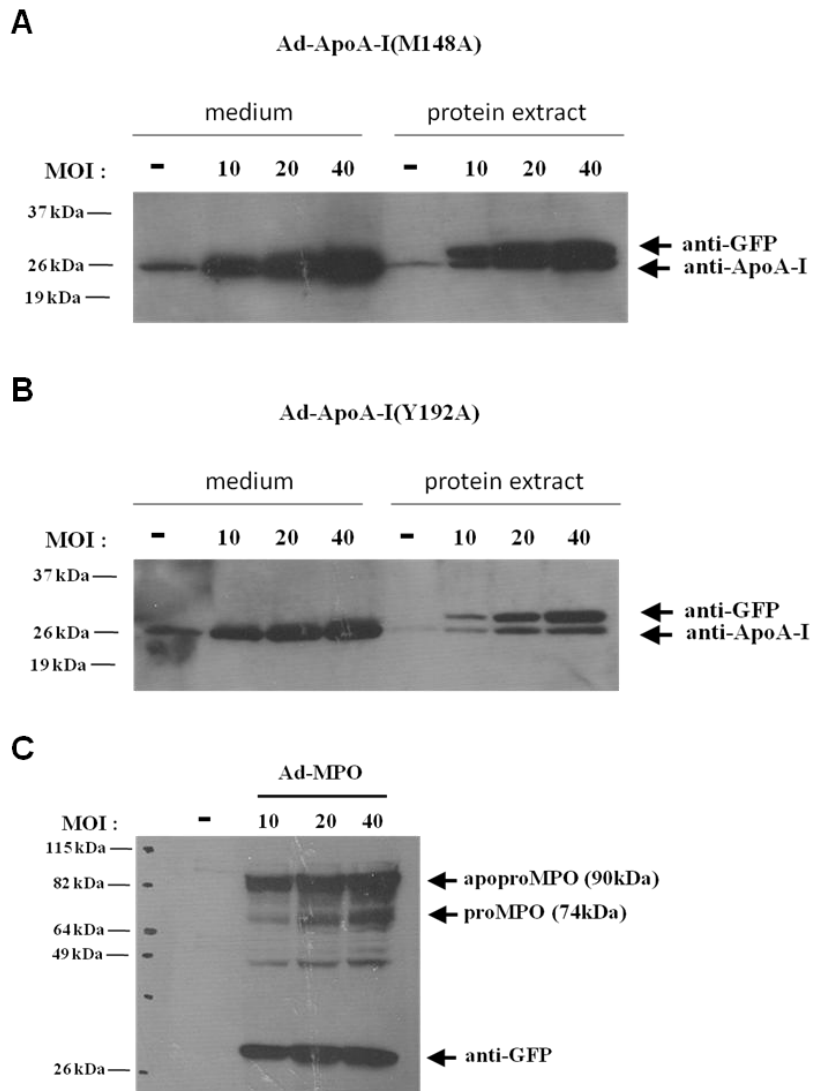 A
Ad-ApoA-I(M148A)
medium protein extract
MOI : - 10 20 40 - 10 20 40
37 kDa
anti-GFP
26 kDa
anti-ApoA-I
19 kDa
B
Ad-ApoA-I(Y192A)
medium protein extract
MOI : - 10 20 40 - 10 20 40
37 kDa
anti-GFP
26 kDa
anti-ApoA-I
19 kDa
C
Ad-MPO
MOI : - 10 20 40
115 kDa
82 kDa
apoproMPO (90kDa)
proMPO (74kDa)
64 kDa
49 kDa
anti-GFP
26 kDa